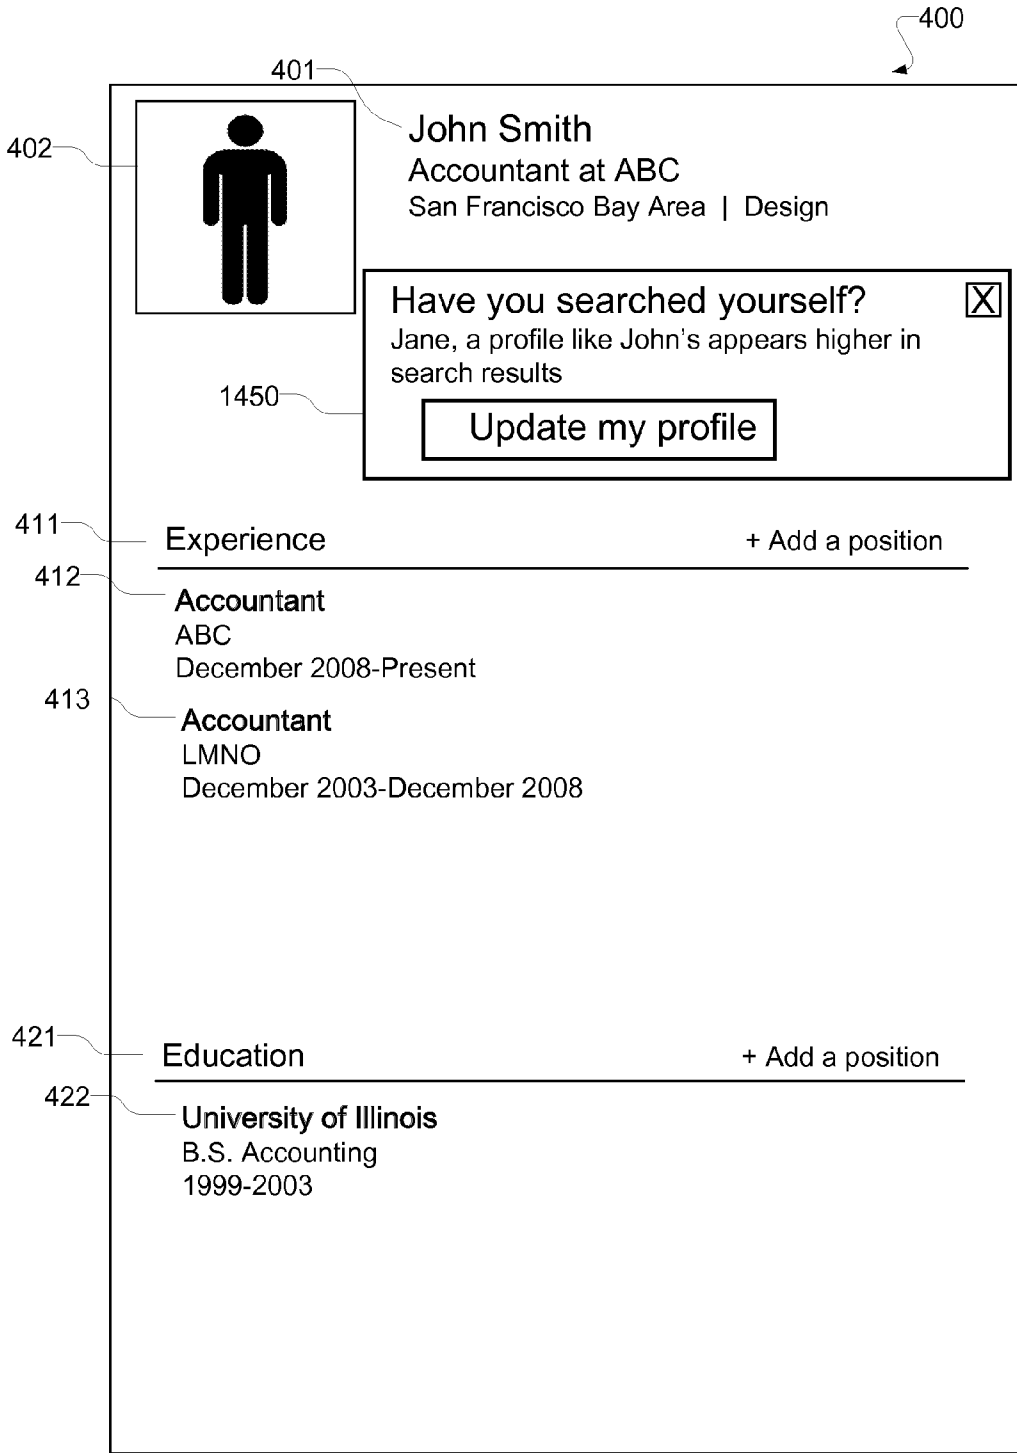 400
401
John Smith
402
Accountant at ABC
San Francisco Bay Area | Design
Have you searched yourself? X
Jane, a profile like John's appears higher in
search results
1450
Update my profile
411
Experience + Add a position
412
Accountant
ABC
December 2008-Present
413
Accountant
LMNO
December 2003-December 2008
421
Education + Add a position
422
University of Illinois
B.S. Accounting
1999-2003